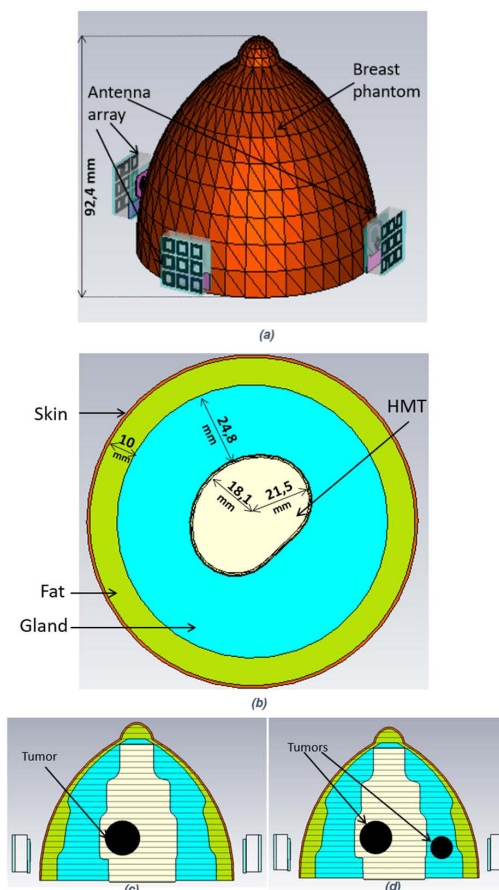 Antenna
array
Breast
phantom
92,4 mm
(a)
Skin
HMT
10
mm
24,8
mm
18,1
mm
21,5
mm
Fat
Gland
(b)
Tumor
Tumors
(c)
(d)